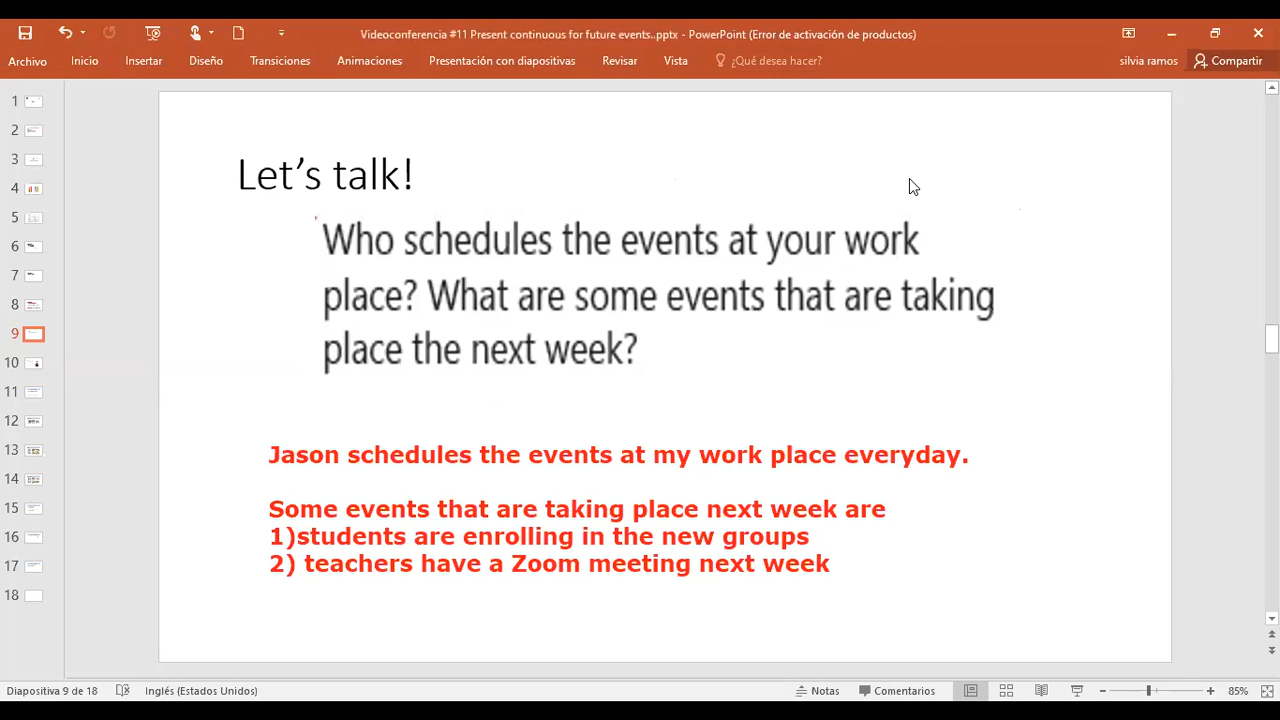 Videoconferencia #11 Present continuous for future events..pptx - PowerPoint (Error de activación de productos)
Archivo Inicio Insertar Diseño Transiciones Animaciones Presentación con diapositivas Revisar Vista ¿Qué desea hacer? silvia ramos Compartir
1
2
3
4
5
6
7
8
9
10
11
12
13
14
15
16
17
18
Let's talk!
Who schedules the events at your work
place? What are some events that are taking
place the next week?
Jason schedules the events at my work place everyday.
Some events that are taking place next week are
1)students are enrolling in the new groups
2) teachers have a Zoom meeting next week
Diapositiva 9 de 18 Inglés (Estados Unidos) Notas Comentarios 85%